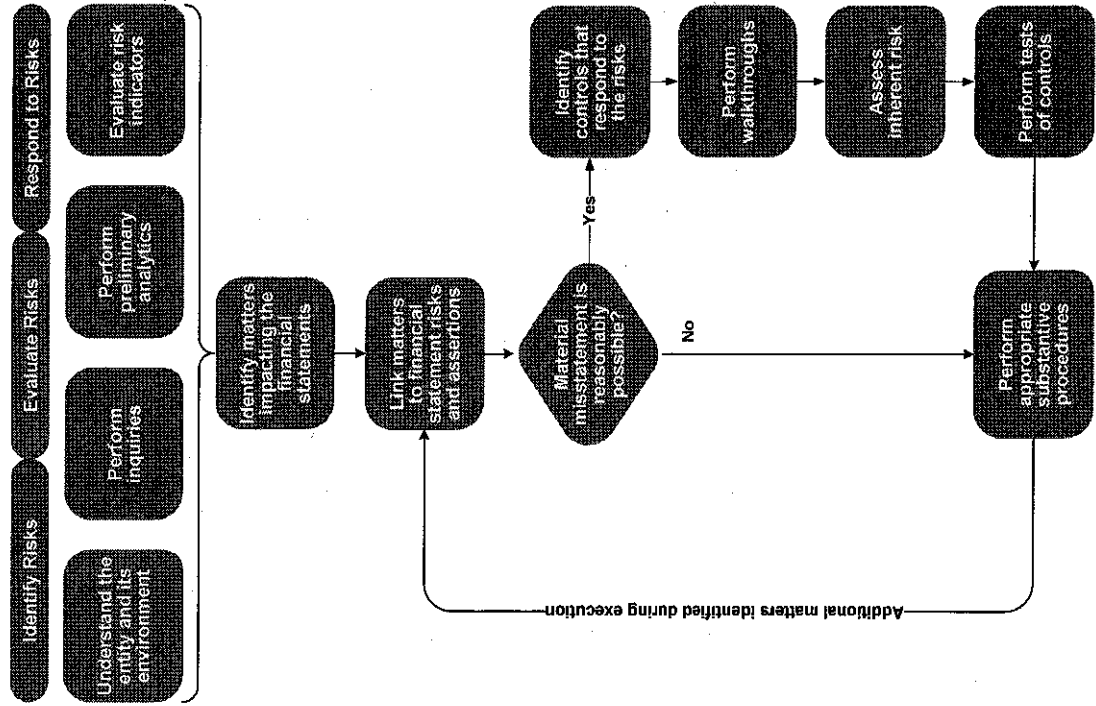 Identify Risks
Evaluate Risks
Respond to Risks
Understand the
entity and its
environment
Perform
inquiries
Perform
preliminary
analytics
Evaluate risk
indicators
Identify matters
impacting the
financial
statements
Link matters
to financial
statement risks
and assertions
Material
misstatement is
reasonably
possible?
Yes
No
Identify
controls that
respond to
the risks
Perform
walkthroughs
Assess
inherent risk
Perform tests
of controls
Perform
appropriate
substantive
procedures
Additional matters identified during execution